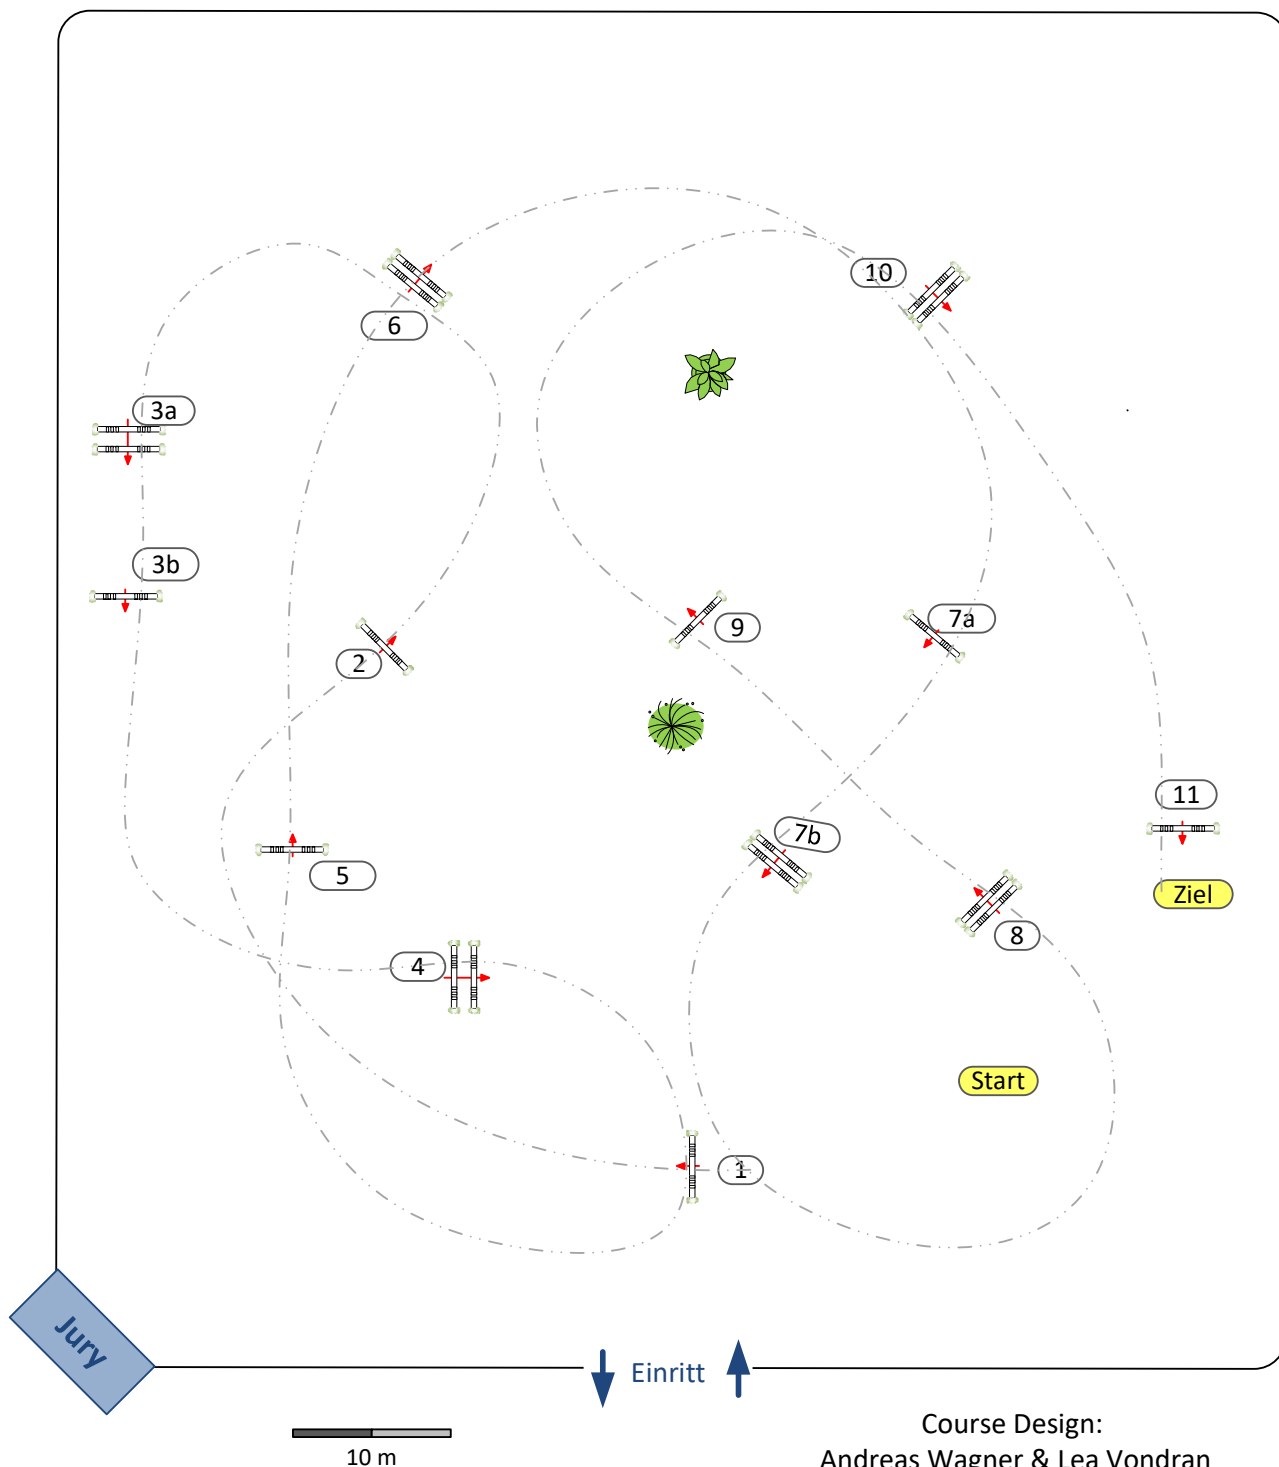 10
6
3a
3b
9
7a
2
11
7b
5
Ziel
8
4
Start
1
Jury
Einritt
10 m
Course Design:
Andreas Wagner & Lea Vondran